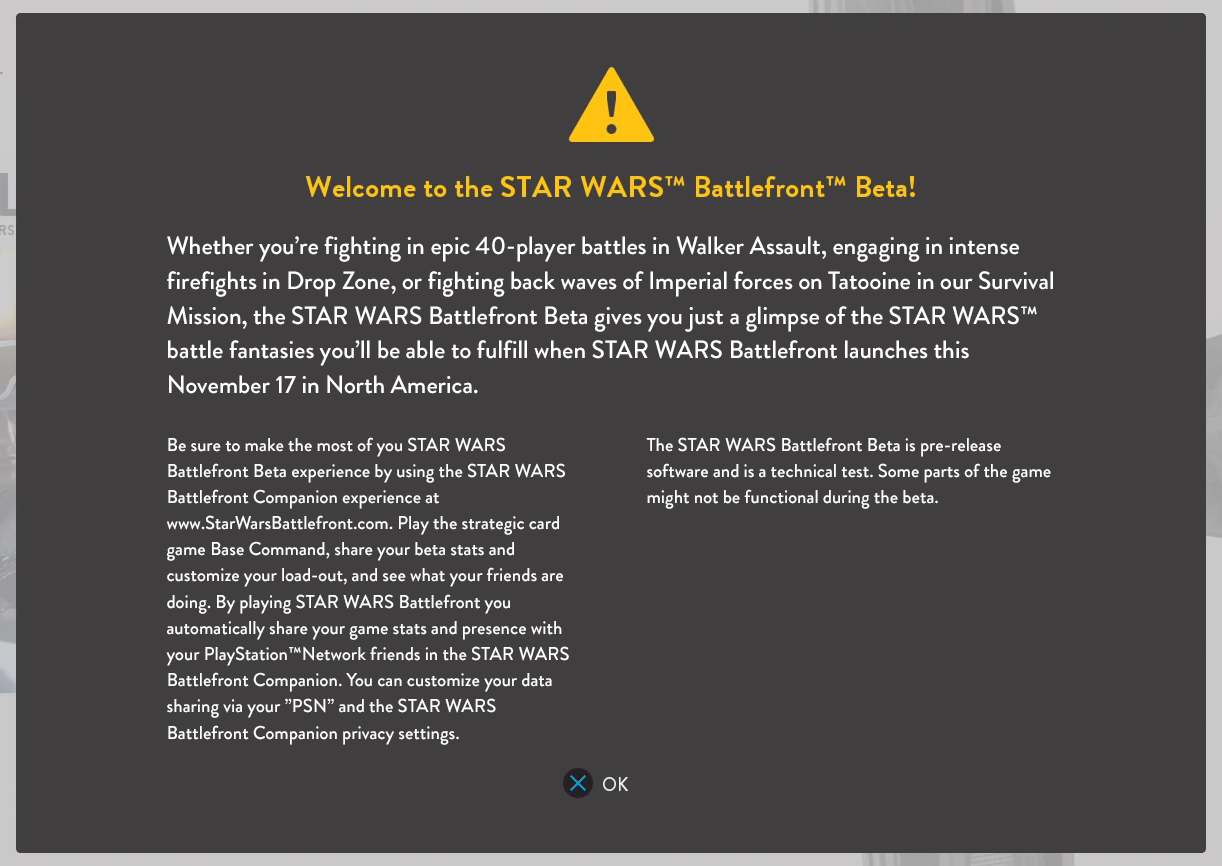 Welcome to the STAR WARS™ Battlefront™ Beta!
Whether you’re fighting in epic 40-player battles in Walker Assault, engaging in intense
firefights in Drop Zone, or fighting back waves of Imperial forces on Tatooine in our Survival
Mission, the STAR WARS Battlefront Beta gives you just a glimpse of the STAR WARS™
battle fantasies you’ll be able to fulfill when STAR WARS Battlefront launches this
November 17 in North America.
Be sure to make the most of you STAR WARS
Battlefront Beta experience by using the STAR WARS
Battlefront Companion experience at
www.StarWarsBattlefront.com. Play the strategic card
game Base Command, share your beta stats and
customize your load-out, and see what your friends are
doing. By playing STAR WARS Battlefront you
automatically share your game stats and presence with
your PlayStation™Network friends in the STAR WARS
Battlefront Companion. You can customize your data
sharing via your ”PSN” and the STAR WARS
Battlefront Companion privacy settings.
The STAR WARS Battlefront Beta is pre-release
software and is a technical test. Some parts of the game
might not be functional during the beta.
OK